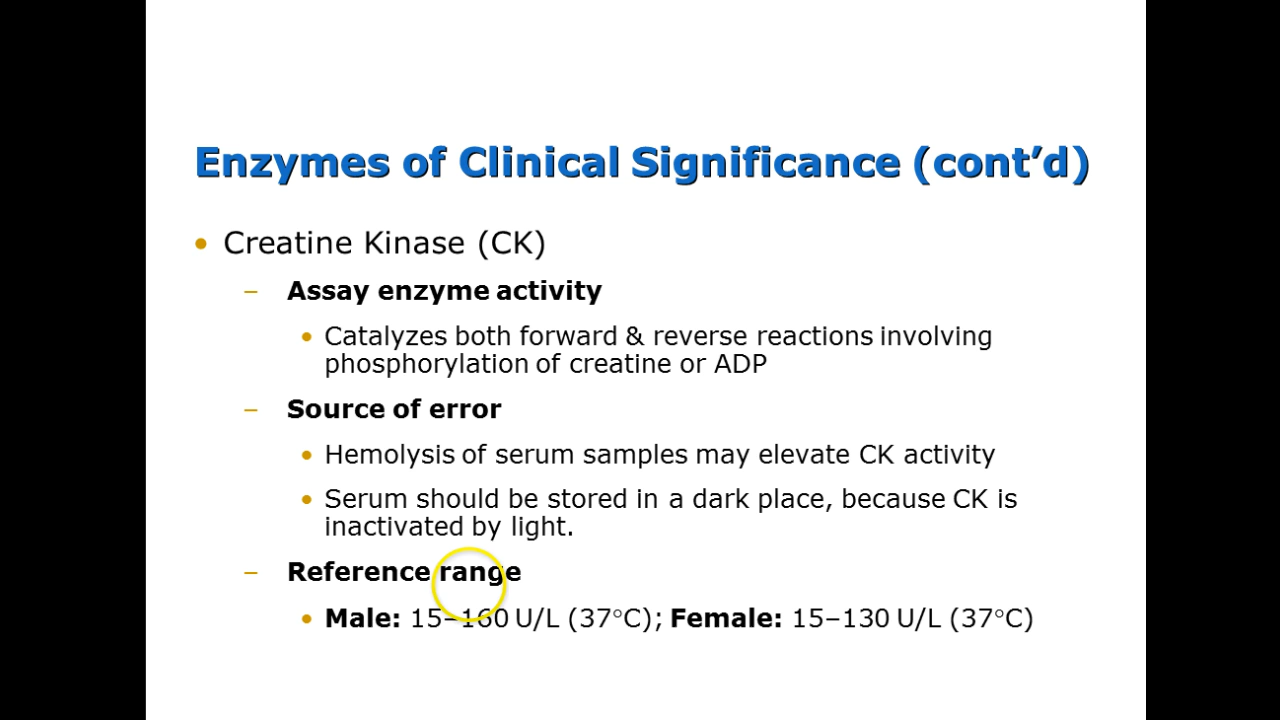 Enzymes of Clinical Significance (cont’d)
• Creatine Kinase (CK)
– Assay enzyme activity
• Catalyzes both forward & reverse reactions involving
phosphorylation of creatine or ADP
– Source of error
• Hemolysis of serum samples may elevate CK activity
• Serum should be stored in a dark place, because CK is
inactivated by light.
– Reference range
• Male: 15–160 U/L (37°C); Female: 15–130 U/L (37°C)